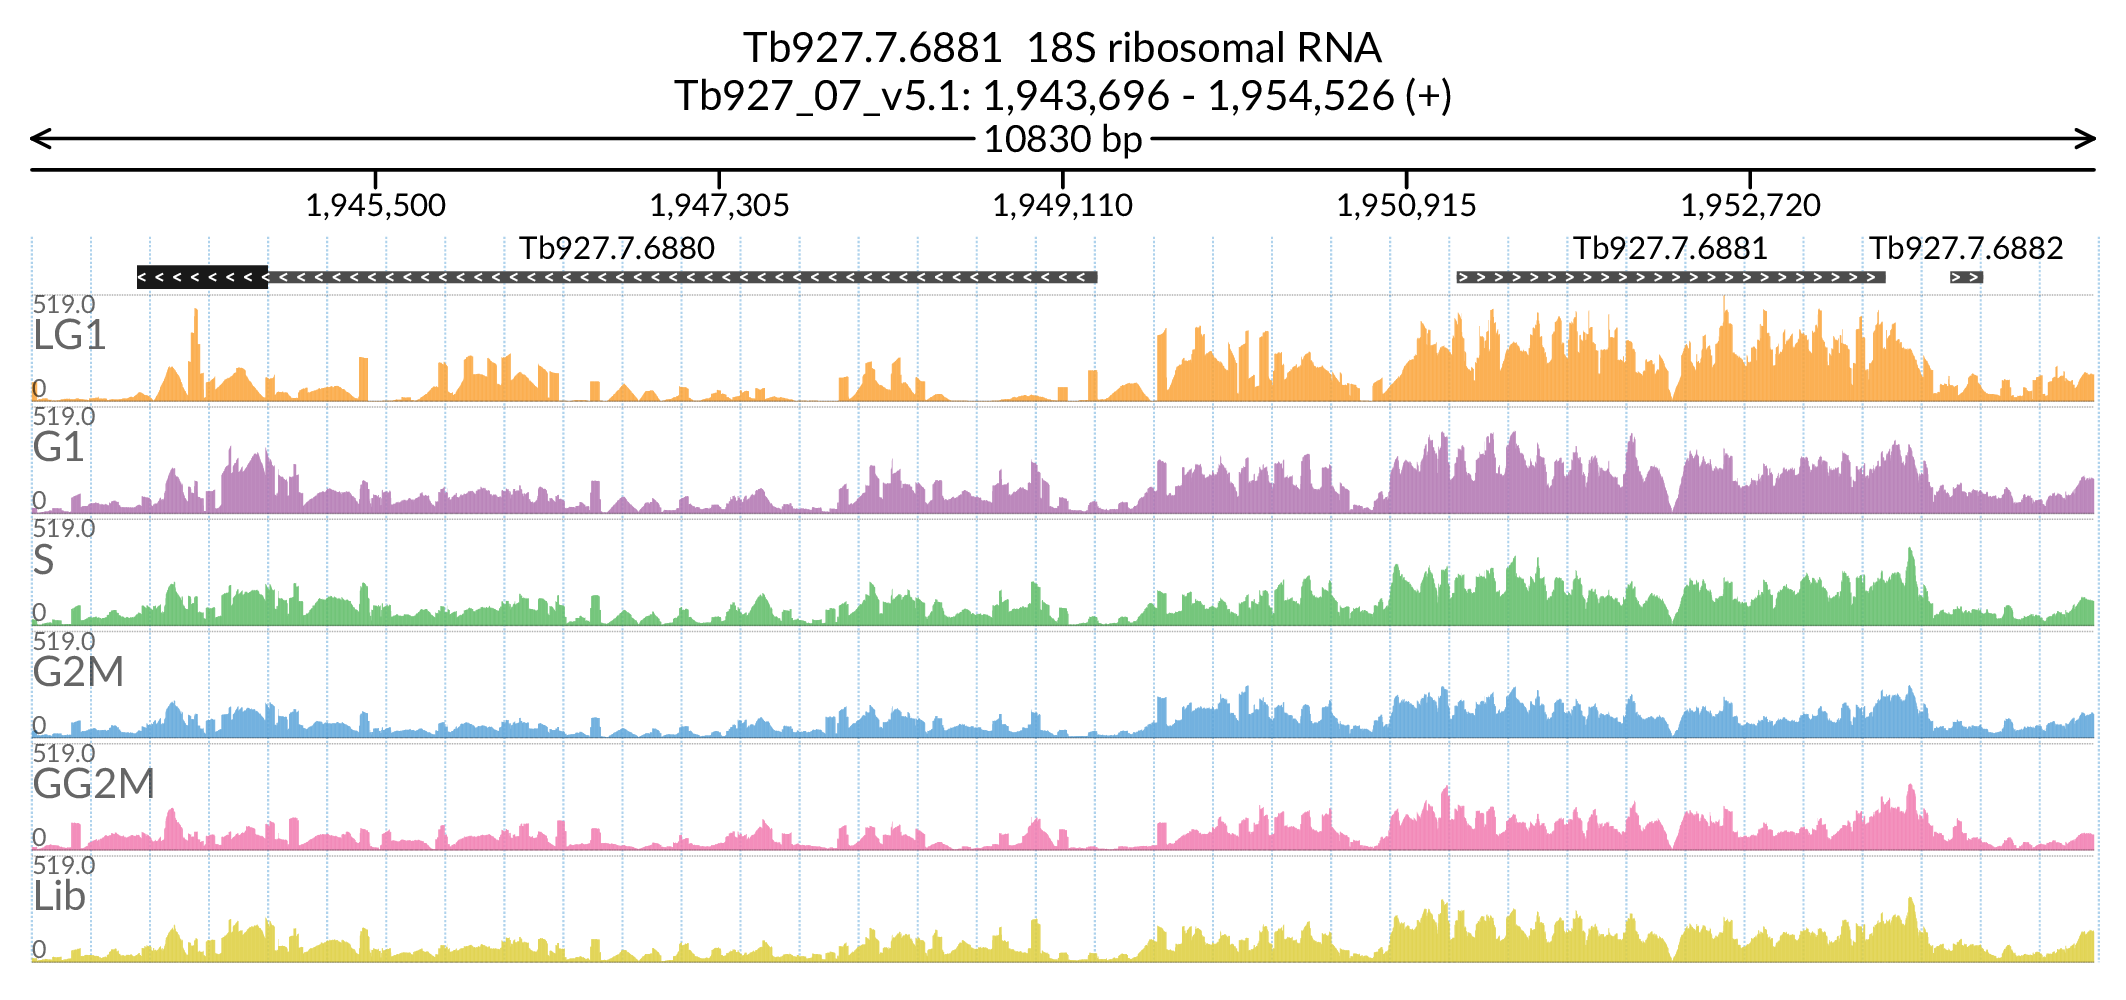 Tb927.7.6881  18S ribosomal RNA
Tb927_07_v5.1: 1,943,696 - 1,954,526 (+)
10830 bp
1,945,500 1,947,305 1,949,110 1,950,915 1,952,720
Tb927.7.6880 Tb927.7.6881 Tb927.7.6882
519.0
LG1
0
519.0
G1
0
519.0
S
0
519.0
G2M
0
519.0
GG2M
0
519.0
Lib
0